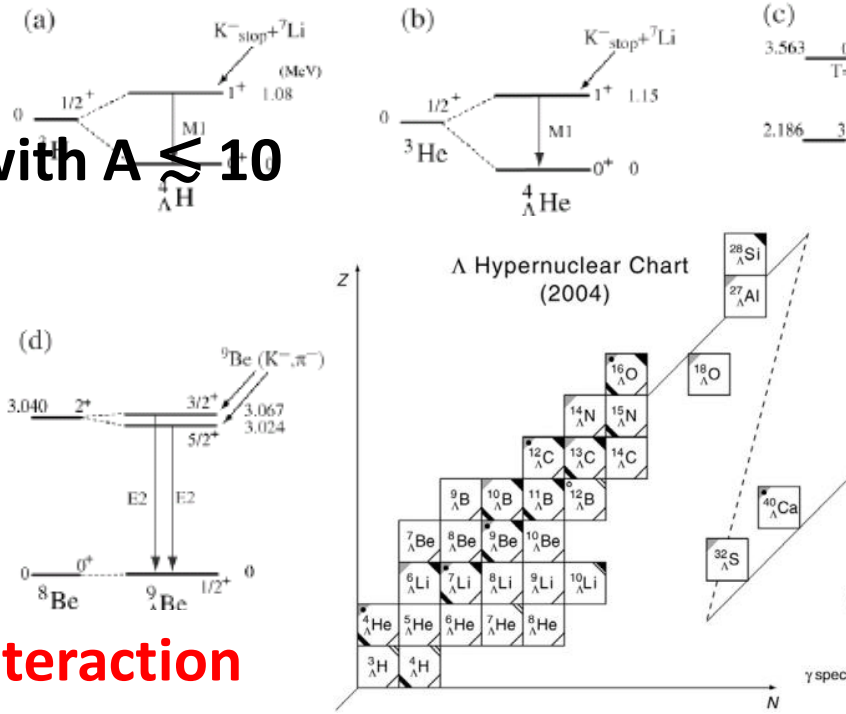 (a)
K⁻stop+⁷Li
(MeV)
1⁺ 1.08
1/2⁺
0
M1
with A ≲ 10
⁴ΛH
(b)
K⁻stop+⁷Li
1⁺ 1.15
1/2⁺
0
³He
M1
0⁺ 0
⁴ΛHe
(c)
3.563
T=
2.186
(d)
⁹Be (K⁻,π⁻)
3.040 2⁺
3/2⁺
3.067
3.024
5/2⁺
E2 E2
0 0⁺
1/2⁺ 0
⁸Be
⁹ΛBe
teraction
Λ Hypernuclear Chart
(2004)
Z
²⁸ΛSi
²⁷ΛAl
¹⁶ΛO ¹⁸ΛO
¹⁴ΛN ¹⁵ΛN
¹²ΛC ¹³ΛC ¹⁴ΛC
⁹ΛB ¹⁰ΛB ¹¹ΛB ¹²ΛB
⁴⁰ΛCa
⁷ΛBe ⁸ΛBe ⁹ΛBe ¹⁰ΛBe
³²ΛS
⁶ΛLi ⁷ΛLi ⁸ΛLi ⁹ΛLi ¹⁰ΛLi
⁴ΛHe ⁵ΛHe ⁶ΛHe ⁷ΛHe ⁸ΛHe
³ΛH ⁴ΛH
γ spec
N